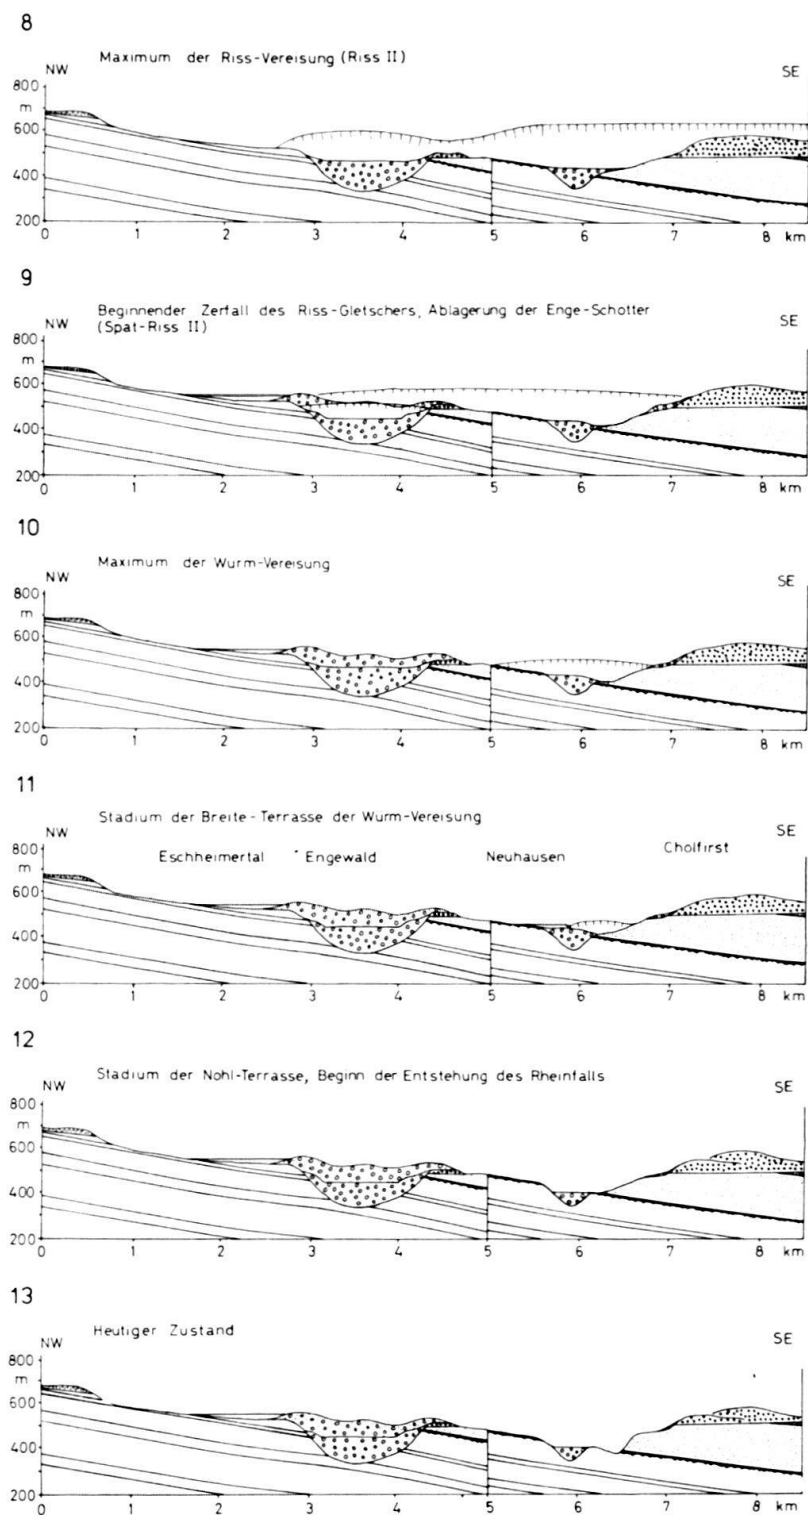 8
Maximum der Riss-Vereisung (Riss II)
NW
SE
800
m
600
400
200
0 1 2 3 4 5 6 7 8 km
9
Beginnender Zerfall des Riss-Gletschers, Ablagerung der Enge-Schotter
(Spat-Riss II)
NW
SE
800
m
600
400
200
0 1 2 3 4 5 6 7 8 km
10
Maximum der Wurm-Vereisung
NW
SE
800
m
600
400
200
0 1 2 3 4 5 6 7 8 km
11
Stadium der Breite-Terrasse der Wurm-Vereisung
NW
SE
Eschheimertal Engewald Neuhausen Cholfirst
800
m
600
400
200
0 1 2 3 4 5 6 7 8 km
12
Stadium der Nohl-Terrasse, Beginn der Entstehung des Rheinfalls
NW
SE
800
m
600
400
200
0 1 2 3 4 5 6 7 8 km
13
Heutiger Zustand
NW
SE
800
m
600
400
200
0 1 2 3 4 5 6 7 8 km